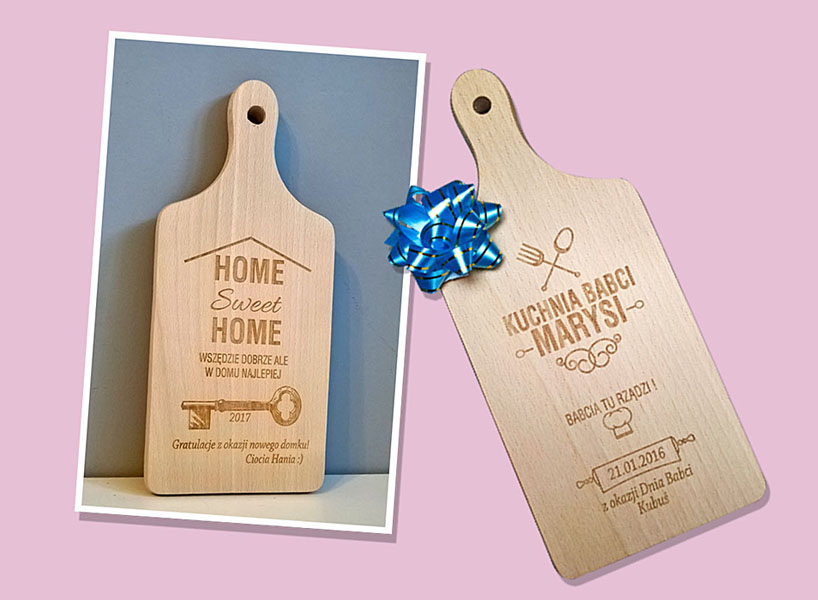 HOME
Sweet
HOME
WSZĘDZIE DOBRZE ALE
W DOMU NAJLEPIEJ
2017
Gratulacje z okazji nowego domku!
Ciocia Hania :)
KUCHNIA BABCI
MARYSI
BABCIA TU RZĄDZI !
21.01.2016
z okazji Dnia Babci
Kubuś